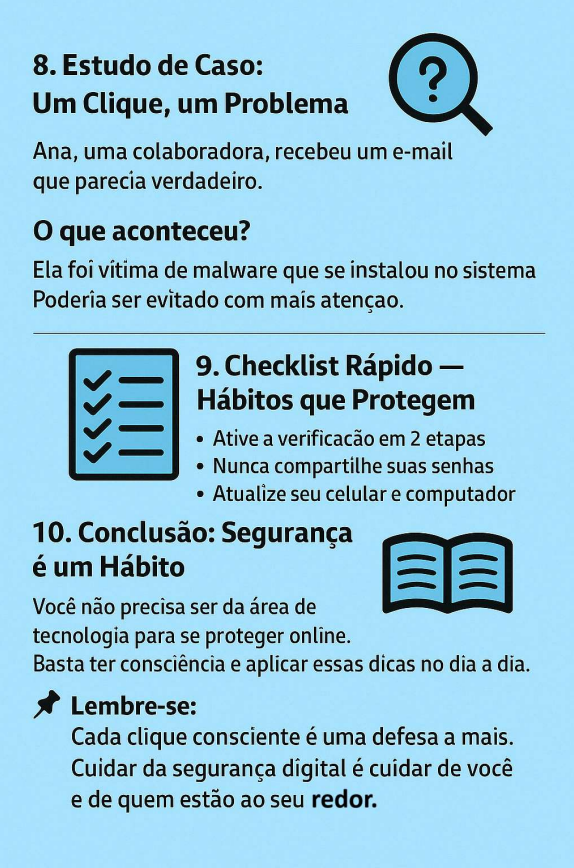 8. Estudo de Caso:
Um Clique, um Problema
Ana, uma colaboradora, recebeu um e-mail
que parecia verdadeiro.
O que aconteceu?
Ela foi vítima de malware que se instalou no sistema
Poderia ser evitado com mais atençao.
9. Checklist Rápido —
Hábitos que Protegem
• Ative a verificacão em 2 etapas
• Nunca compartilhe suas senhas
• Atualize seu celular e computador
10. Conclusão: Segurança
é um Hábito
Você não precisa ser da área de
tecnologia para se proteger online.
Basta ter consciência e aplicar essas dicas no dia a dia.
Lembre-se:
Cada clique consciente é uma defesa a mais.
Cuidar da segurança digital é cuidar de você
e de quem estão ao seu redor.